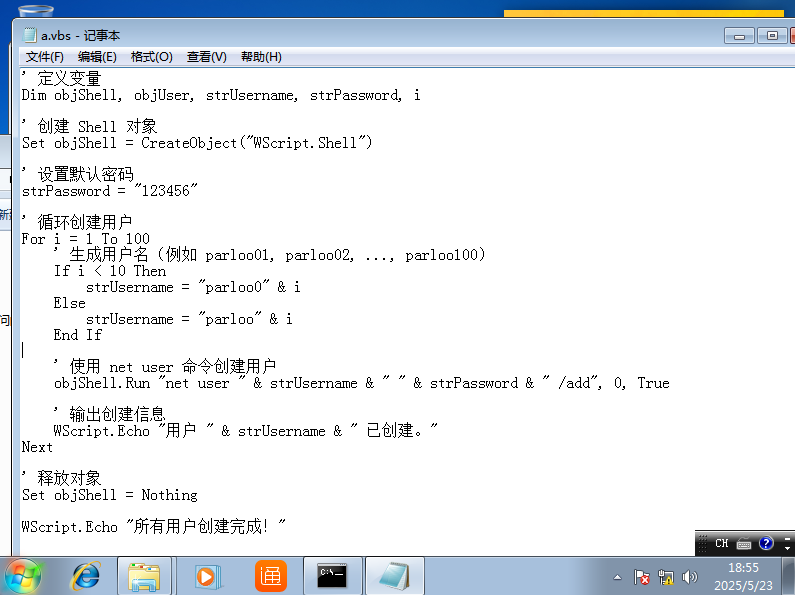 a.vbs - 记事本
文件(F) 编辑(E) 格式(O) 查看(V) 帮助(H)
' 定义变量
Dim objShell, objUser, strUsername, strPassword, i
' 创建 Shell 对象
Set objShell = CreateObject("WScript.Shell")
' 设置默认密码
strPassword = "123456"
' 循环创建用户
For i = 1 To 100
' 生成用户名（例如 parloo01, parloo02, ..., parloo100）
If i < 10 Then
strUsername = "parloo0" & i
Else
strUsername = "parloo" & i
End If
' 使用 net user 命令创建用户
objShell.Run "net user " & strUsername & " " & strPassword & " /add", 0, True
' 输出创建信息
WScript.Echo "用户 " & strUsername & " 已创建。"
Next
' 释放对象
Set objShell = Nothing
WScript.Echo "所有用户创建完成！"
CH
通
C:\
18:55
2025/5/23